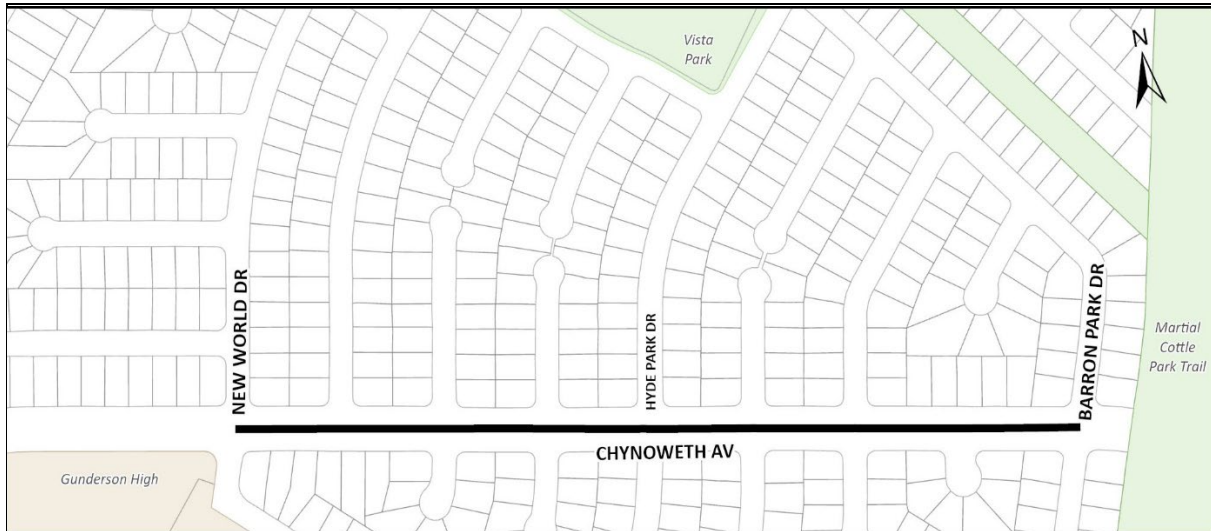 Vista
Park
N
NEW WORLD DR
HYDE PARK DR
BARRON PARK DR
Martial
Cottle
Park Trail
CHYNOWETH AV
Gunderson High